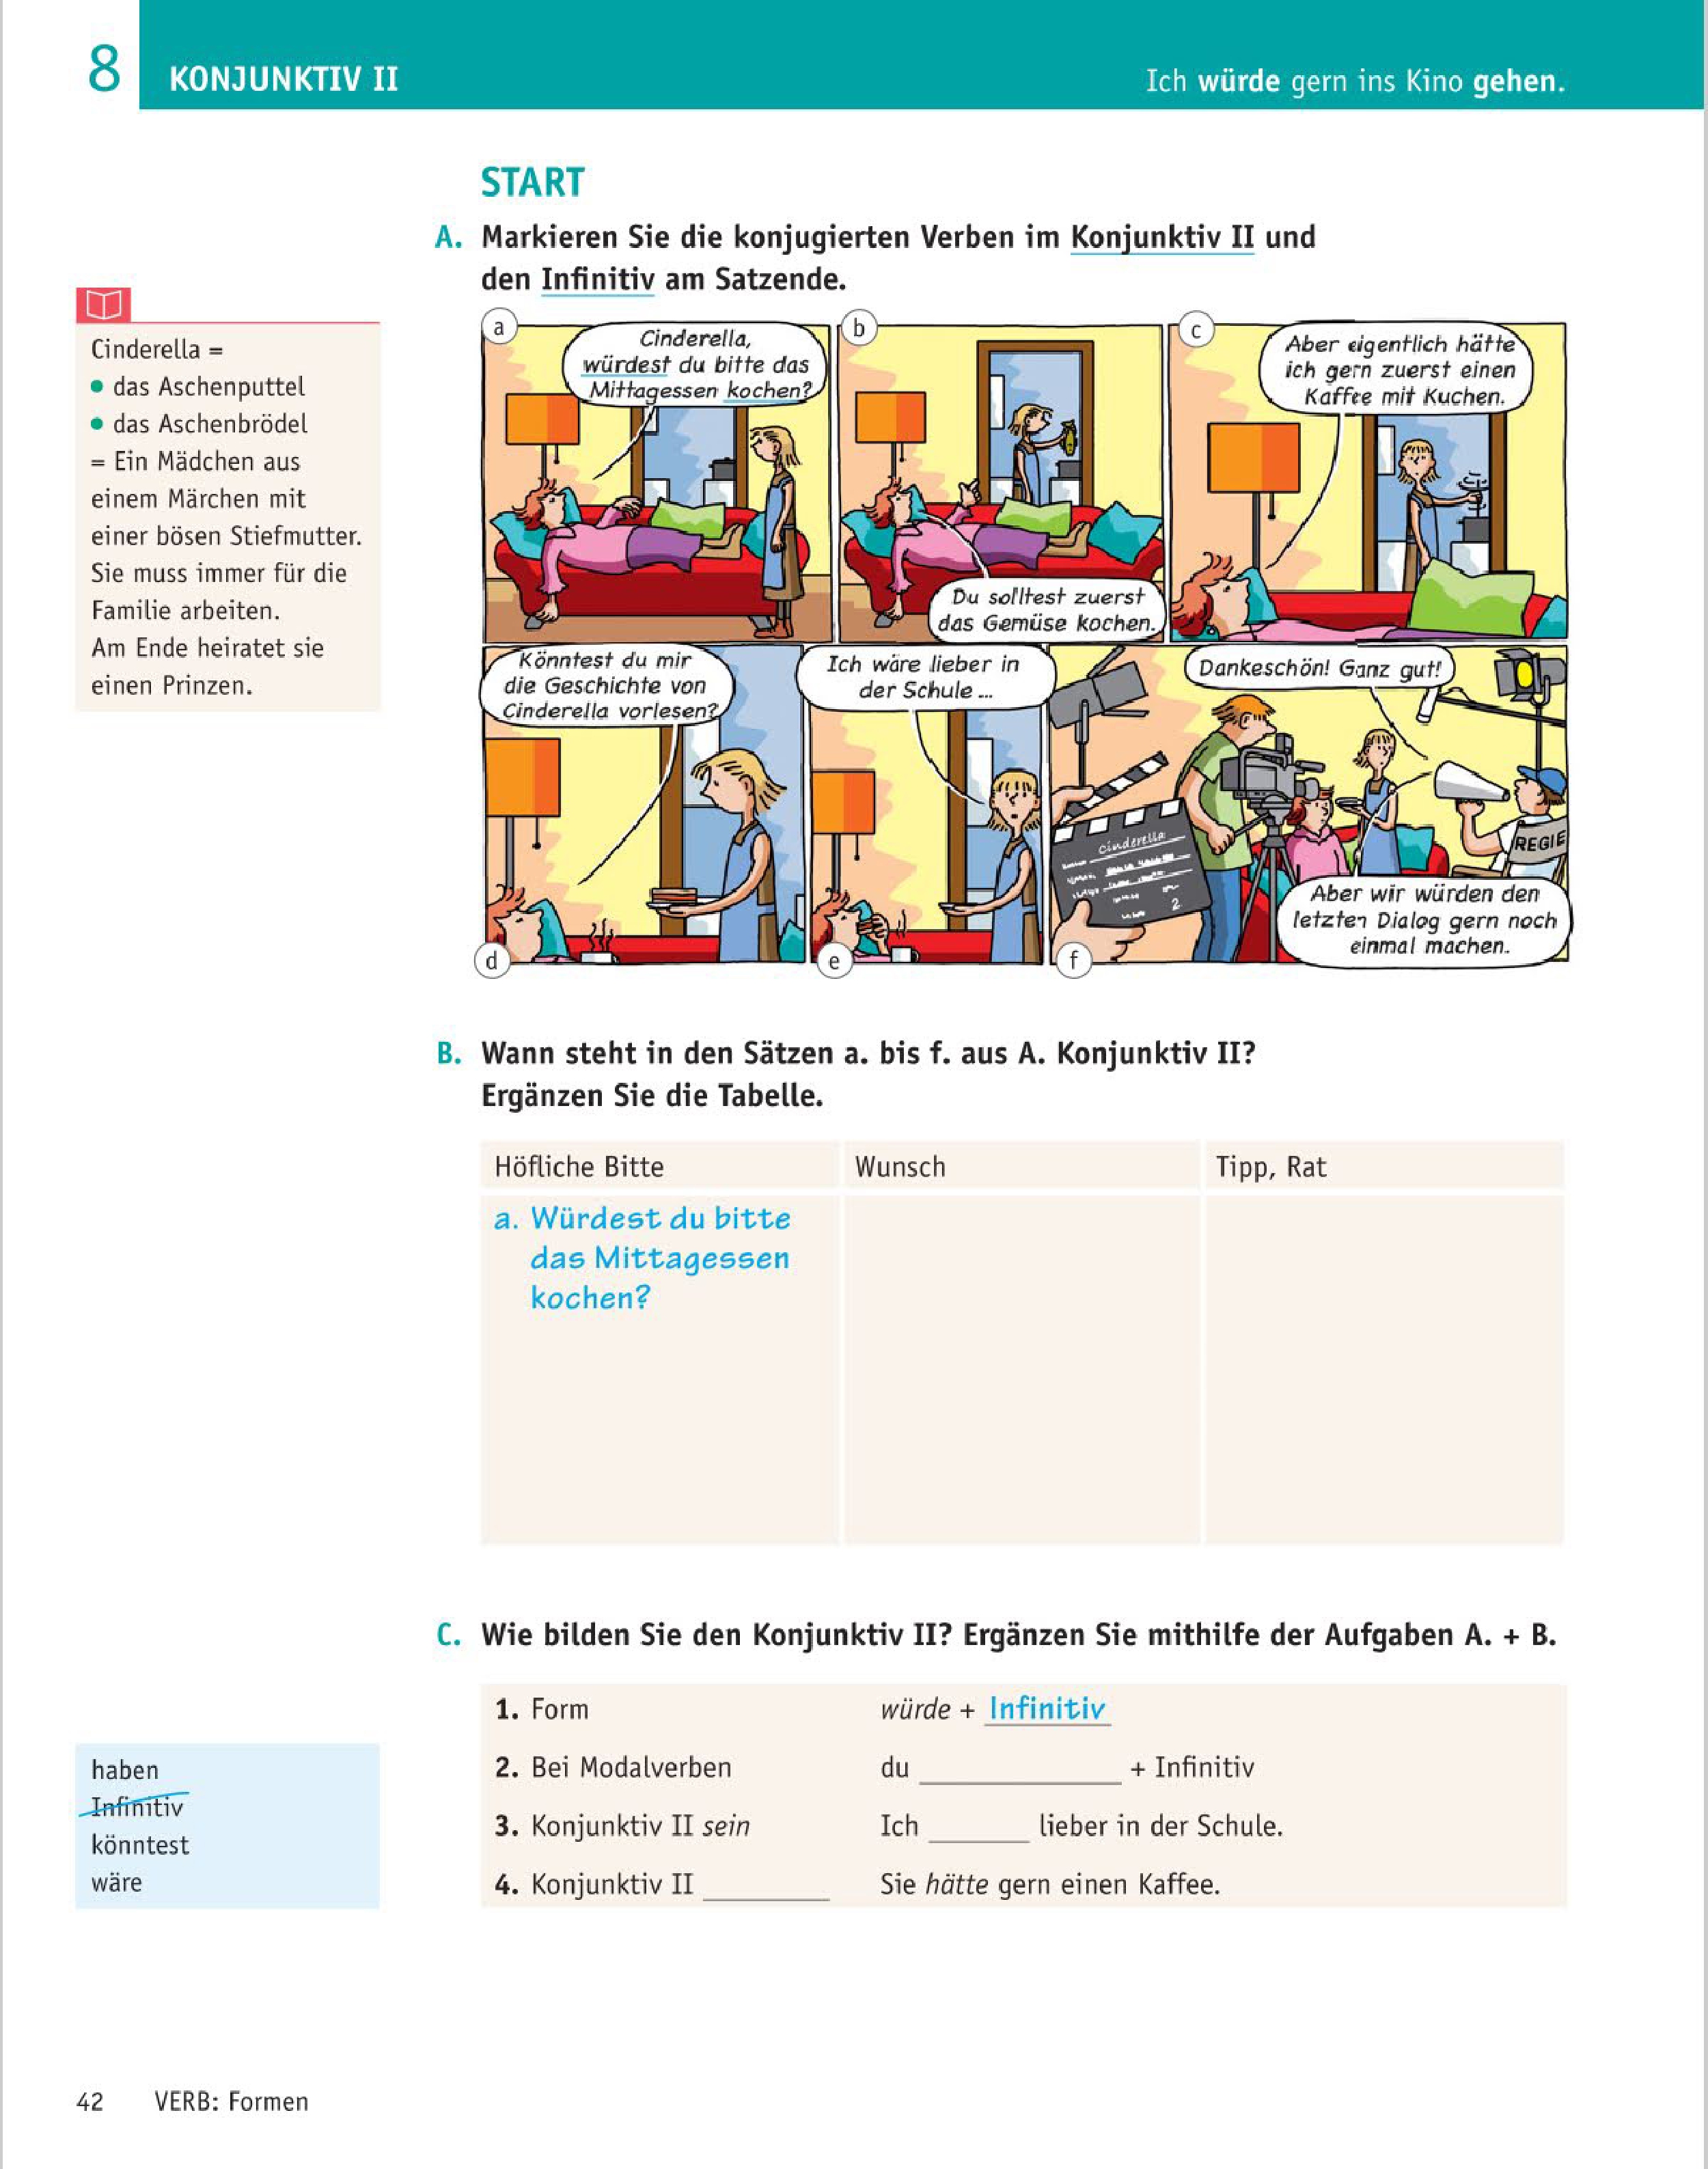 8
KONJUNKTIV II
Ich würde gern ins Kino gehen.
START
A. Markieren Sie die konjugierten Verben im Konjunktiv II und
den Infinitiv am Satzende.
Cinderella =
• das Aschenputtel
• das Aschenbrödel
= Ein Mädchen aus
einem Märchen mit
einer bösen Stiefmutter.
Sie muss immer für die
Familie arbeiten.
Am Ende heiratet sie
einen Prinzen.
a
Cinderella,
würdest du bitte das
Mittagessen kochen?
b
Du solltest zuerst
das Gemüse kochen.
c
Aber eigentlich hätte
ich gern zuerst einen
Kaffee mit Kuchen.
d
Könntest du mir
die Geschichte von
Cinderella vorlesen?
e
Ich wäre lieber in
der Schule ...
f
Dankeschön! Ganz gut!
cinderella
2
REGIE
Aber wir würden den
letzten Dialog gern noch
einmal machen.
B. Wann steht in den Sätzen a. bis f. aus A. Konjunktiv II?
Ergänzen Sie die Tabelle.
Höfliche Bitte
Wunsch
Tipp, Rat
a. Würdest du bitte
das Mittagessen
kochen?
C. Wie bilden Sie den Konjunktiv II? Ergänzen Sie mithilfe der Aufgaben A. + B.
haben
Infinitiv
könntest
wäre
1. Form würde + Infinitiv
2. Bei Modalverben du ____________ + Infinitiv
3. Konjunktiv II sein Ich ______ lieber in der Schule.
4. Konjunktiv II ________ Sie hätte gern einen Kaffee.
42 VERB: Formen